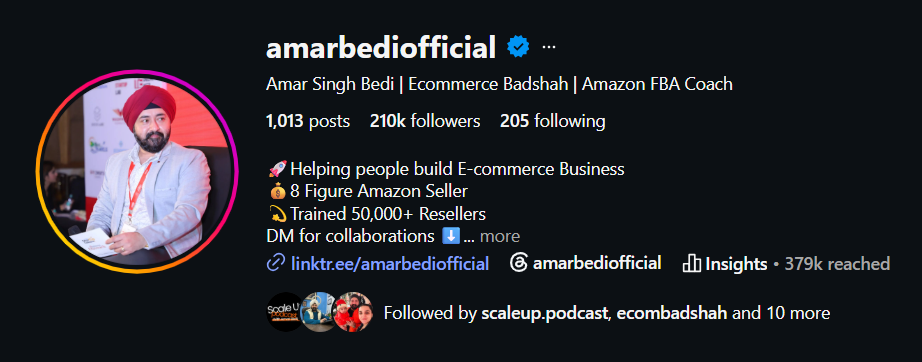 amarbediofficial ...
Amar Singh Bedi | Ecommerce Badshah | Amazon FBA Coach
1,013 posts 210k followers 205 following
🚀 Helping people build E-commerce Business
💰 8 Figure Amazon Seller
💫 Trained 50,000+ Resellers
DM for collaborations ⬇️ ... more
linktr.ee/amarbediofficial amarbediofficial Insights • 379k reached
Scale Up
Followed by scaleup.podcast, ecombadshah and 10 more